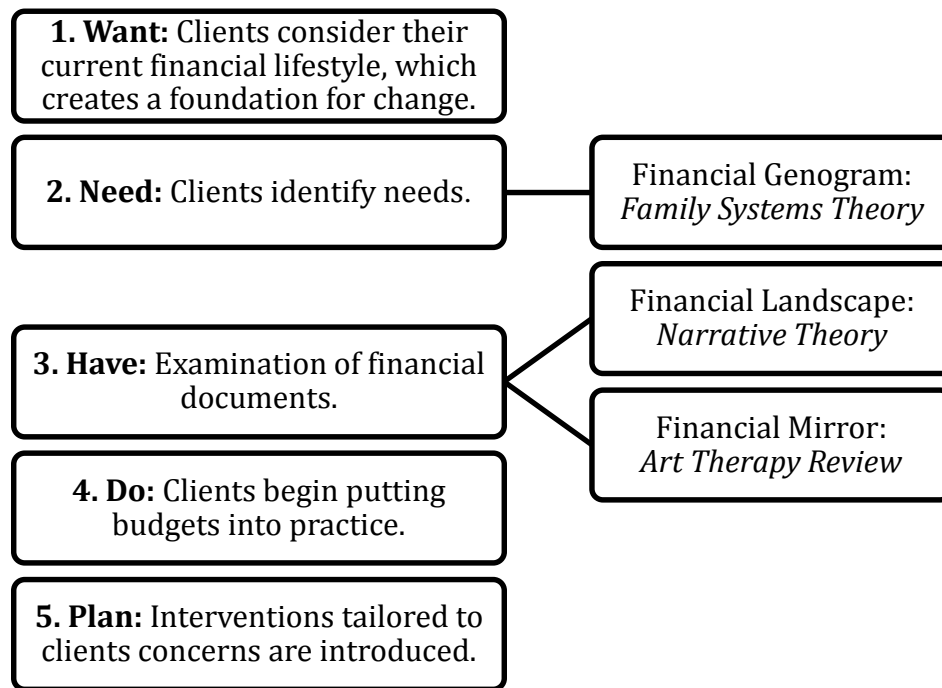 1. Want: Clients consider their
current financial lifestyle, which
creates a foundation for change.
2. Need: Clients identify needs.
Financial Genogram:
Family Systems Theory
3. Have: Examination of financial
documents.
Financial Landscape:
Narrative Theory
Financial Mirror:
Art Therapy Review
4. Do: Clients begin putting
budgets into practice.
5. Plan: Interventions tailored to
clients concerns are introduced.